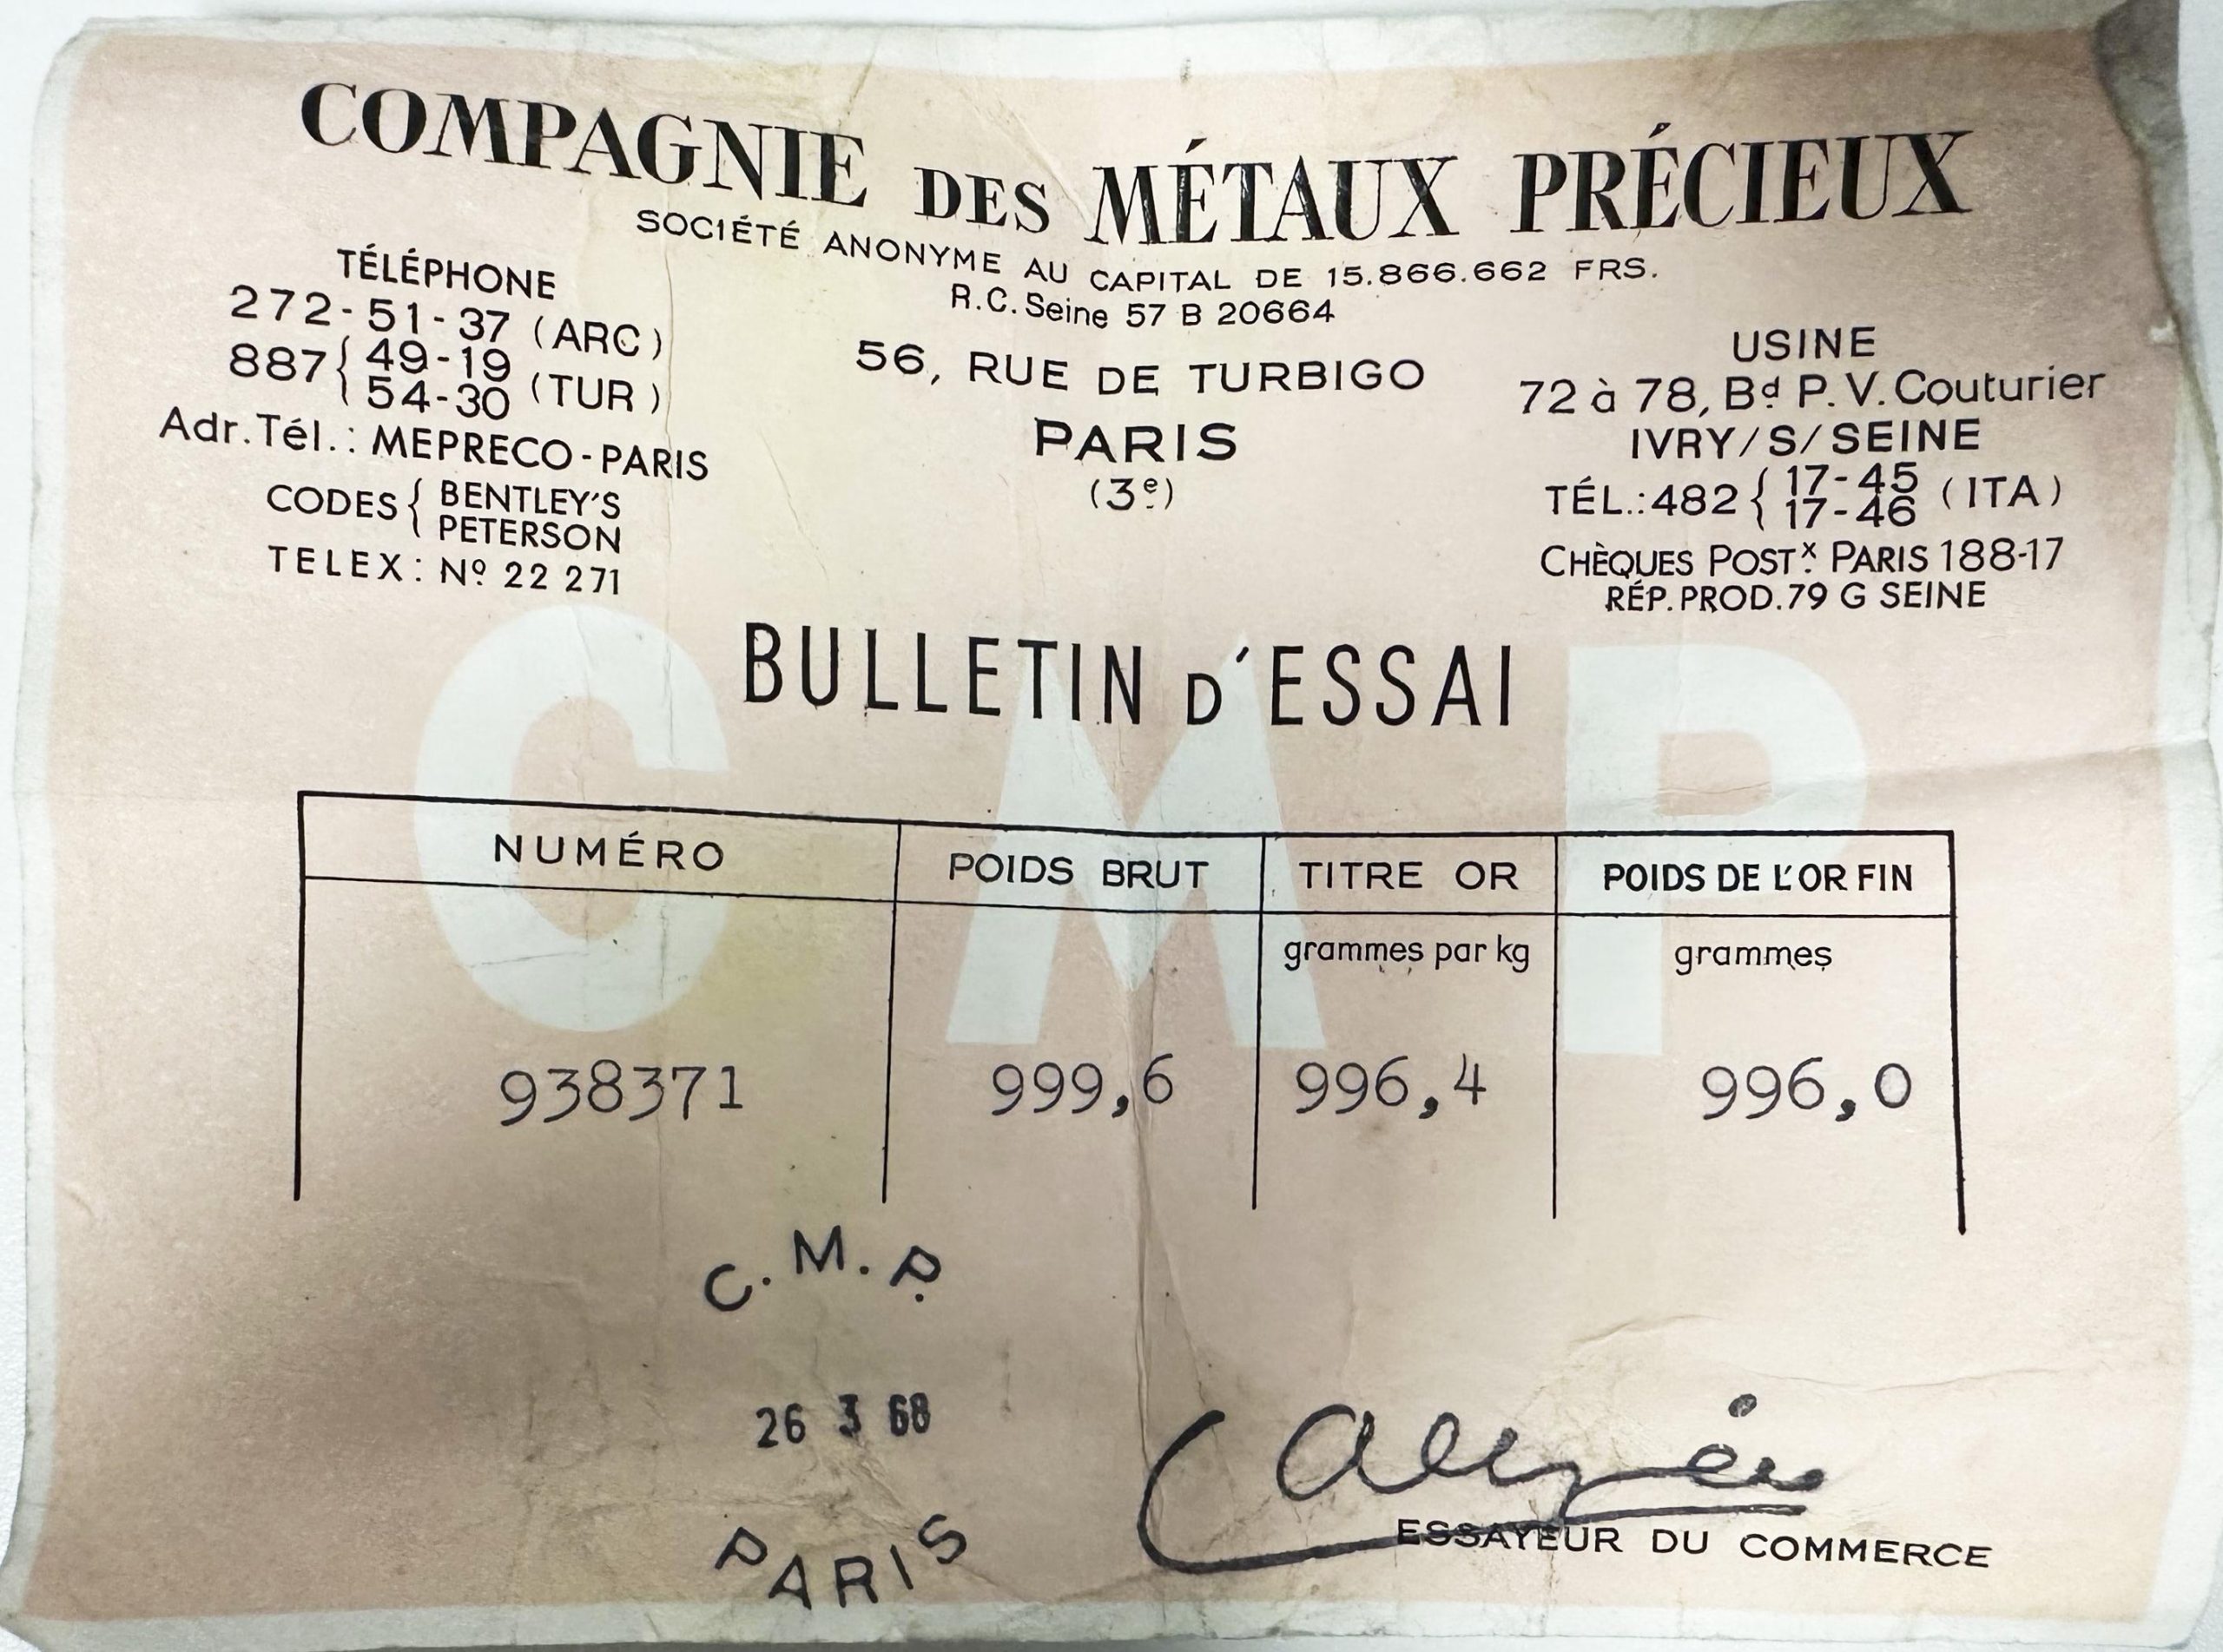 COMPAGNIE DES MÉTAUX PRÉCIEUX
SOCIÉTÉ ANONYME AU CAPITAL DE 15.866.662 FRS.
R.C. Seine 57 B 20664
TÉLÉPHONE
272-51-37 (ARC)
887 { 49-19
54-30 (TUR)
Adr. Tél.: MEPRECO-PARIS
CODES { BENTLEY'S
PETERSON
TELEX: Nº 22 271
56, RUE DE TURBIGO
PARIS
(3e)
USINE
72 à 78, Bd P. V. Couturier
IVRY/S/SEINE
TÉL.: 482 { 17-45
17-46 (ITA)
CHÈQUES POSTx PARIS 188-17
RÉP. PROD. 79 G SEINE
CMP
BULLETIN D'ESSAI
NUMÉRO POIDS BRUT TITRE OR POIDS DE L'OR FIN
grammes par kg grammes
938371 999,6 996,4 996,0
C.M.P.
26 3 68
PARIS
ESSAYEUR DU COMMERCE